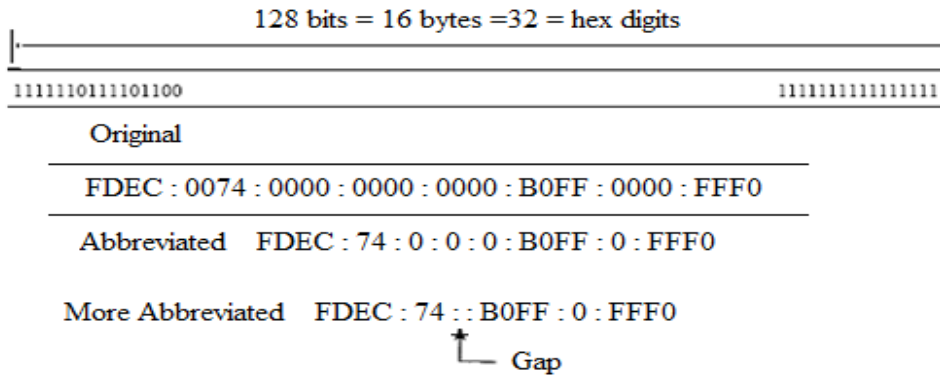 128 bits = 16 bytes =32 = hex digits
1111110111101100 1111111111111111
Original
FDEC : 0074 : 0000 : 0000 : 0000 : B0FF : 0000 : FFF0
Abbreviated FDEC : 74 : 0 : 0 : 0 : B0FF : 0 : FFF0
More Abbreviated FDEC : 74 : : B0FF : 0 : FFF0
Gap